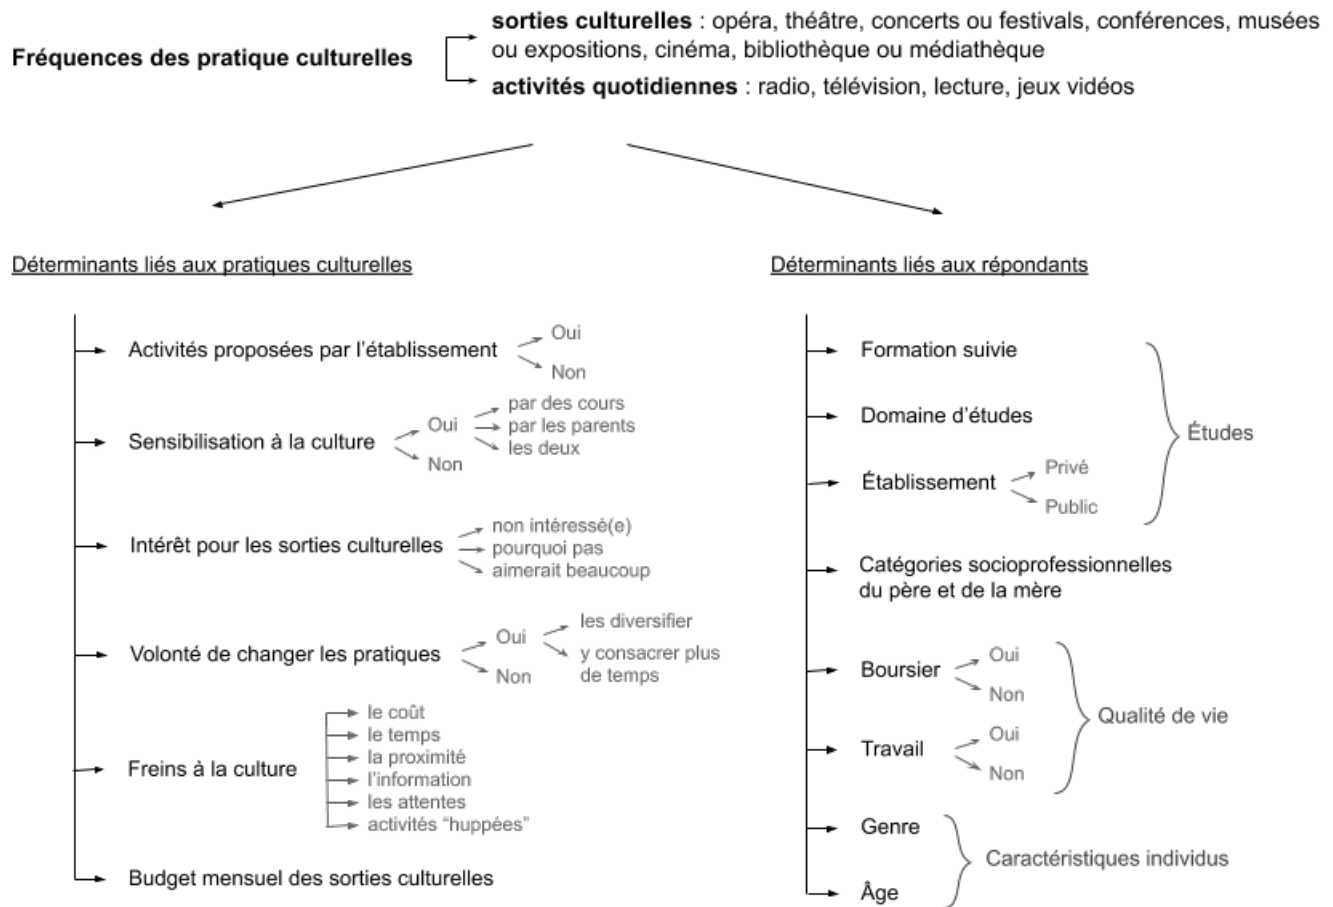 Fréquences des pratique culturelles
sorties culturelles : opéra, théâtre, concerts ou festivals, conférences, musées
ou expositions, cinéma, bibliothèque ou médiathèque
activités quotidiennes : radio, télévision, lecture, jeux vidéos
Déterminants liés aux pratiques culturelles
Activités proposées par l'établissement
Oui
Non
Sensibilisation à la culture
Oui
par des cours
par les parents
les deux
Non
Intérêt pour les sorties culturelles
non intéressé(e)
pourquoi pas
aimerait beaucoup
Volonté de changer les pratiques
Oui
les diversifier
y consacrer plus
de temps
Non
Freins à la culture
le coût
le temps
la proximité
l'information
les attentes
activités “huppées”
Budget mensuel des sorties culturelles
Déterminants liés aux répondants
Formation suivie
Domaine d'études
Établissement
Privé
Public
Études
Catégories socioprofessionnelles
du père et de la mère
Boursier
Oui
Non
Travail
Oui
Non
Qualité de vie
Genre
Âge
Caractéristiques individus